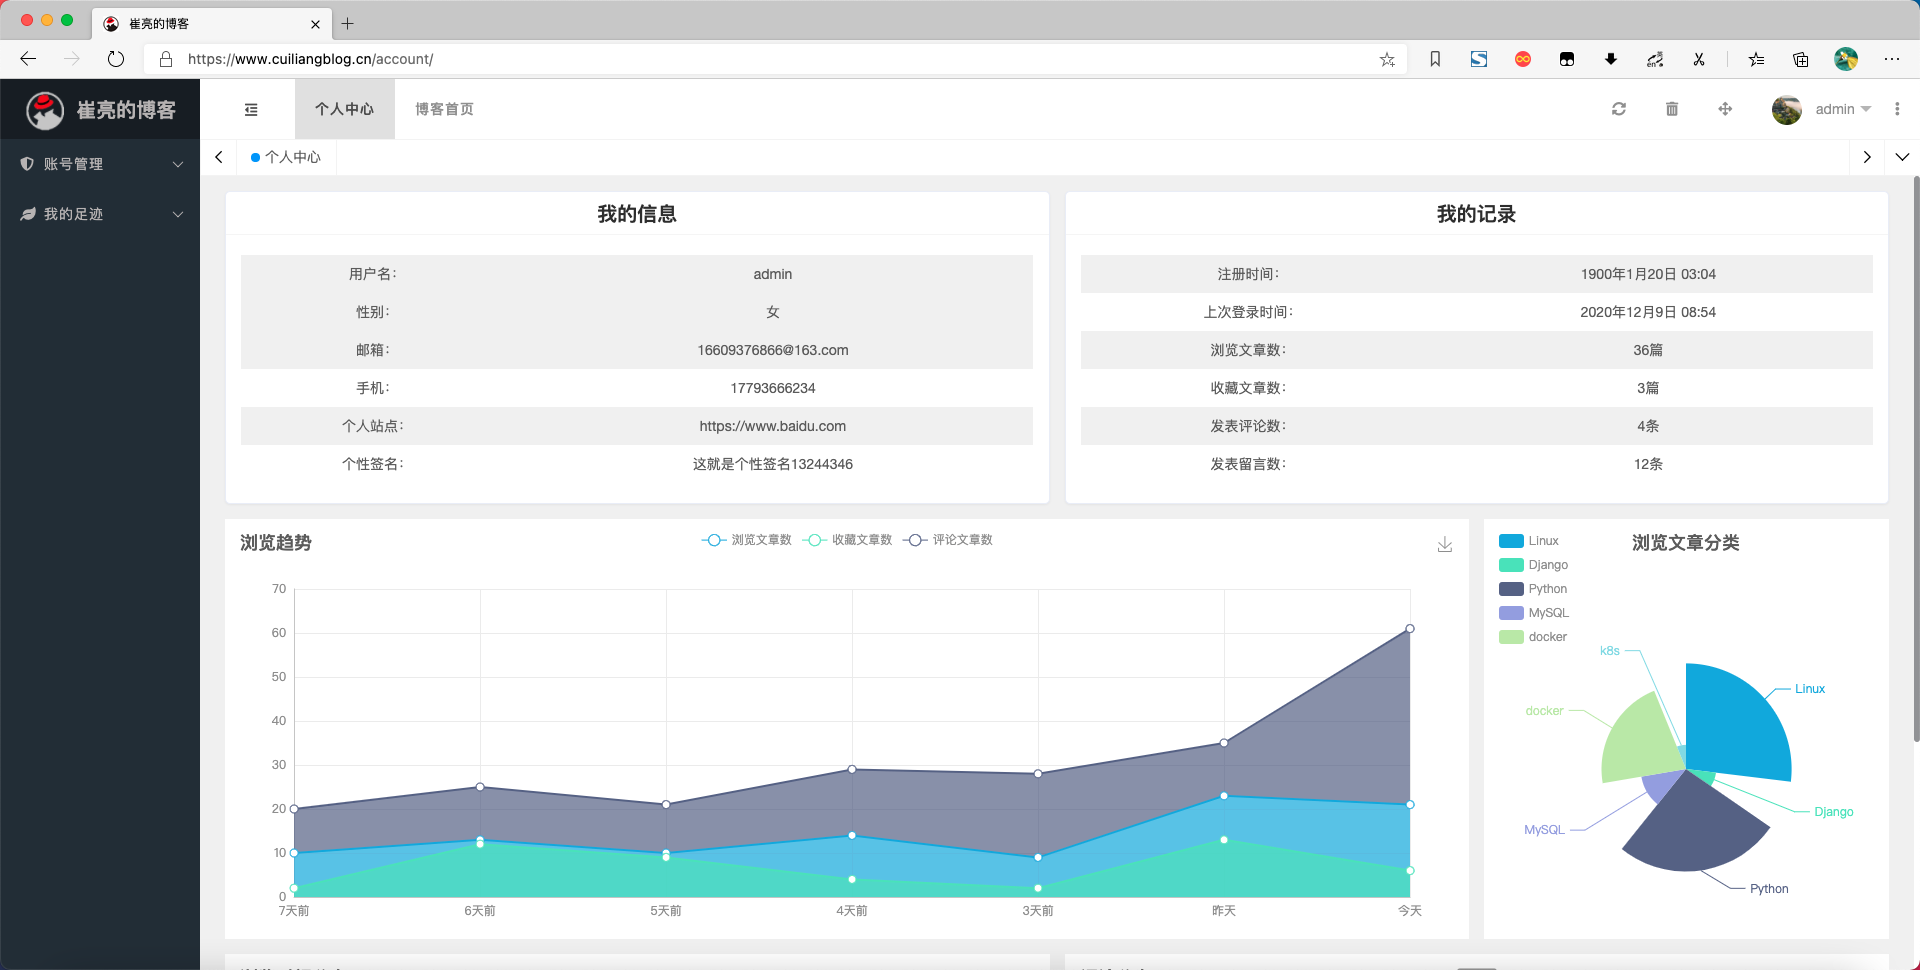 崔亮的博客
https://www.cuiliangblog.cn/account/
崔亮的博客
个人中心
博客首页
admin
账号管理
我的足迹
个人中心
我的信息
用户名: admin
性别: 女
邮箱: 16609376866@163.com
手机: 17793666234
个人站点: https://www.baidu.com
个性签名: 这就是个性签名13244346
我的记录
注册时间: 1900年1月20日 03:04
上次登录时间: 2020年12月9日 08:54
浏览文章数: 36篇
收藏文章数: 3篇
发表评论数: 4条
发表留言数: 12条
浏览趋势
浏览文章数 收藏文章数 评论文章数
70
60
50
40
30
20
10
0
7天前 6天前 5天前 4天前 3天前 昨天 今天
浏览文章分类
Linux
Django
Python
MySQL
docker
k8s
Linux
docker
Django
MySQL
Python